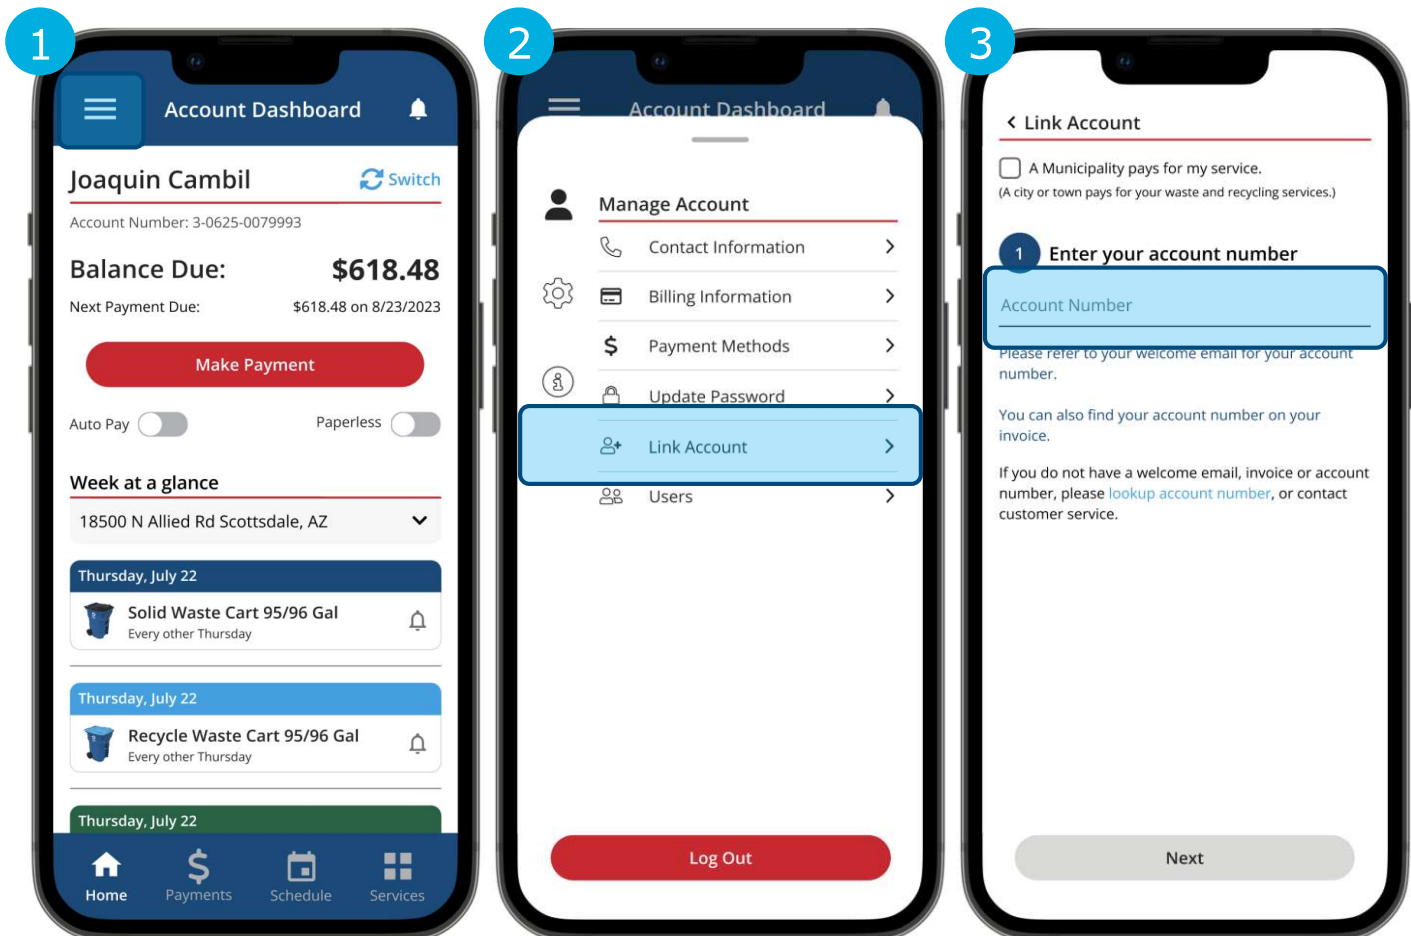 1
Account Dashboard
Joaquin Cambil
Switch
Account Number: 3-0625-0079993
Balance Due: $618.48
Next Payment Due: $618.48 on 8/23/2023
Make Payment
Auto Pay
Paperless
Week at a glance
18500 N Allied Rd Scottsdale, AZ
Thursday, July 22
Solid Waste Cart 95/96 Gal
Every other Thursday
Thursday, July 22
Recycle Waste Cart 95/96 Gal
Every other Thursday
Thursday, July 22
Home
Payments
Schedule
Services
2
Account Dashboard
Manage Account
Contact Information
Billing Information
Payment Methods
Update Password
Link Account
Users
Log Out
3
Link Account
A Municipality pays for my service.
(A city or town pays for your waste and recycling services.)
1 Enter your account number
Account Number
Please refer to your welcome email for your account
number.
You can also find your account number on your
invoice.
If you do not have a welcome email, invoice or account
number, please lookup account number, or contact
customer service.
Next